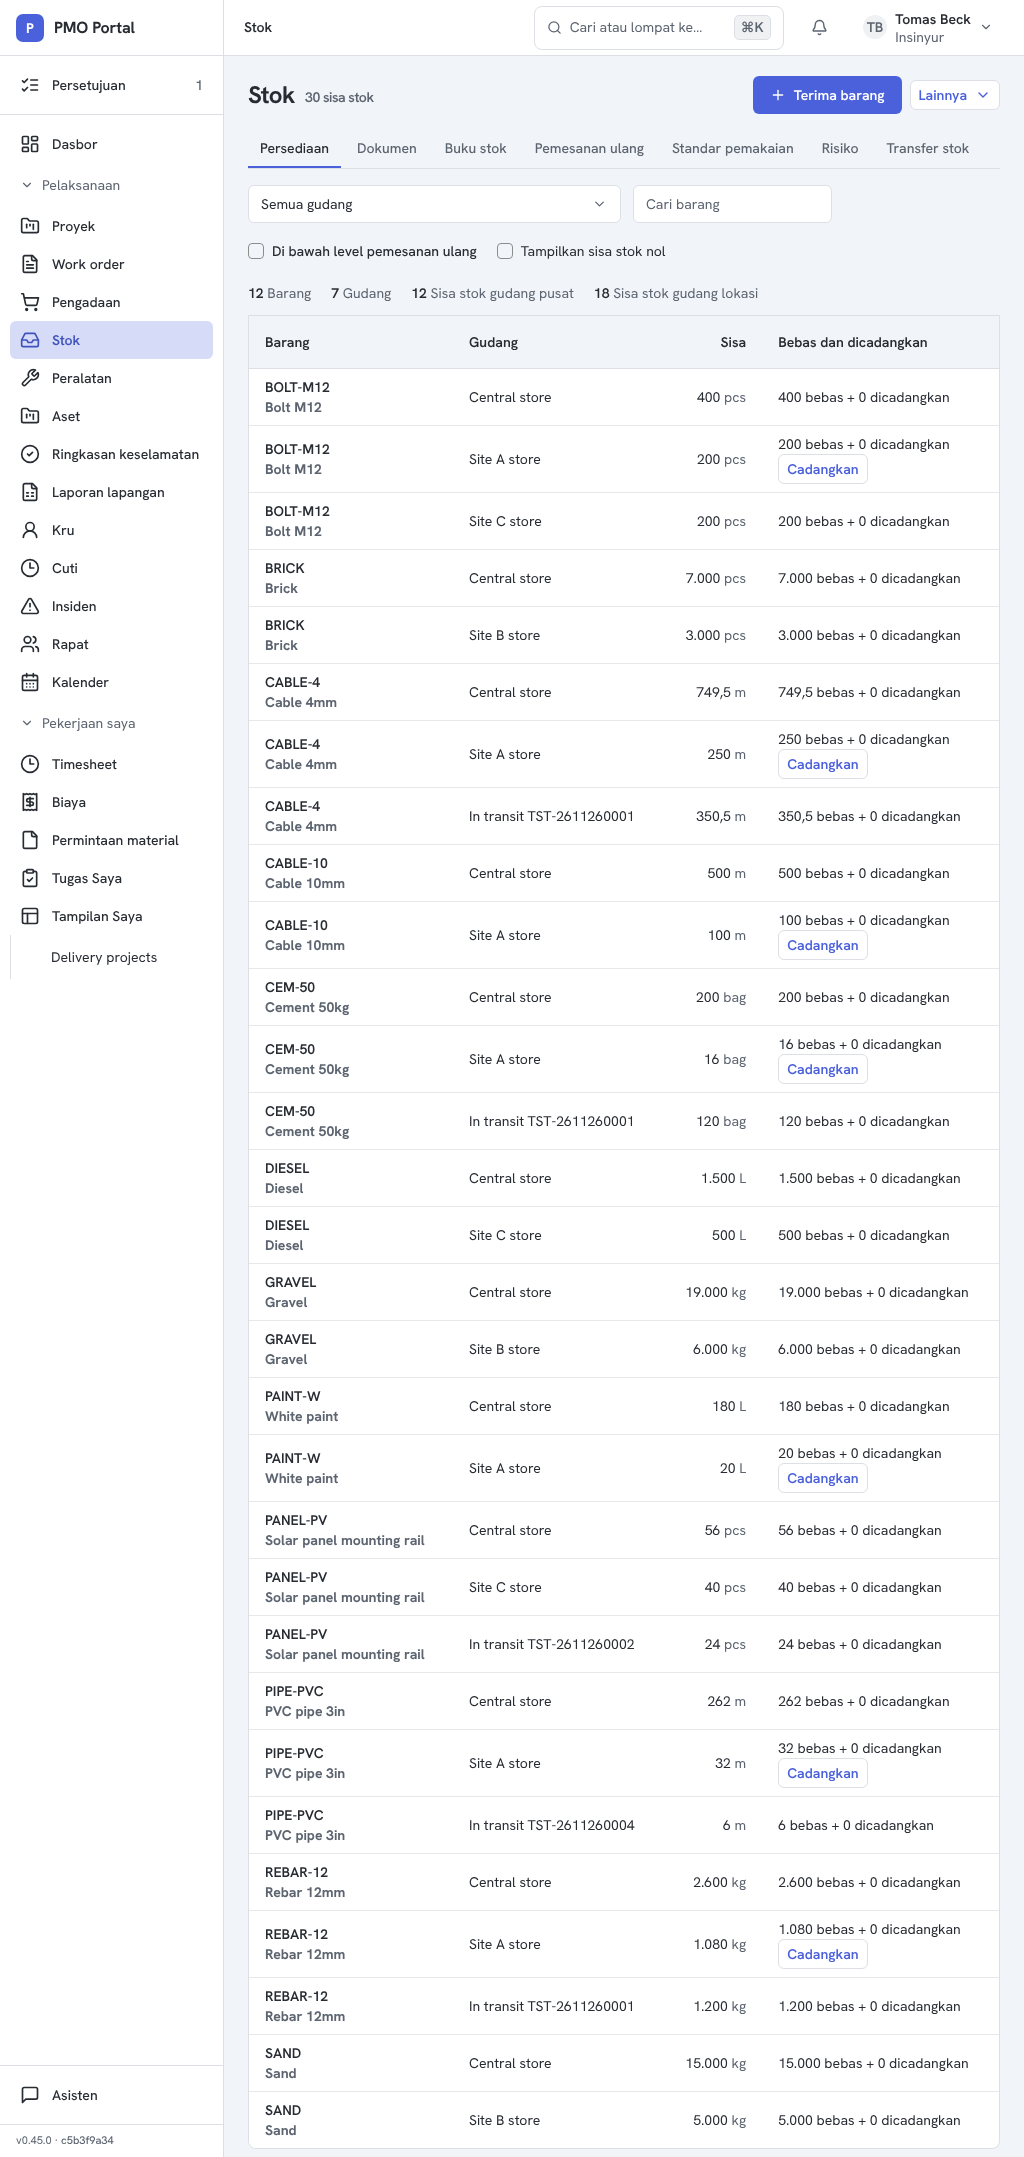 P PMO Portal
Persetujuan 1
Dasbor
Pelaksanaan
Proyek
Work order
Pengadaan
Stok
Peralatan
Aset
Ringkasan keselamatan
Laporan lapangan
Kru
Cuti
Insiden
Rapat
Kalender
Pekerjaan saya
Timesheet
Biaya
Permintaan material
Tugas Saya
Tampilan Saya
Delivery projects
Asisten
v0.45.0 · c5b3f9a34
Stok
Cari atau lompat ke... ⌘K
TB Tomas Beck
Insinyur
Stok 30 sisa stok
Terima barang
Lainnya
Persediaan Dokumen Buku stok Pemesanan ulang Standar pemakaian Risiko Transfer stok
Semua gudang
Cari barang
Di bawah level pemesanan ulang Tampilkan sisa stok nol
12 Barang 7 Gudang 12 Sisa stok gudang pusat 18 Sisa stok gudang lokasi
Barang Gudang Sisa Bebas dan dicadangkan
BOLT-M12
Bolt M12
Central store 400 pcs 400 bebas + 0 dicadangkan
BOLT-M12
Bolt M12
Site A store 200 pcs 200 bebas + 0 dicadangkan
Cadangkan
BOLT-M12
Bolt M12
Site C store 200 pcs 200 bebas + 0 dicadangkan
BRICK
Brick
Central store 7.000 pcs 7.000 bebas + 0 dicadangkan
BRICK
Brick
Site B store 3.000 pcs 3.000 bebas + 0 dicadangkan
CABLE-4
Cable 4mm
Central store 749,5 m 749,5 bebas + 0 dicadangkan
CABLE-4
Cable 4mm
Site A store 250 m 250 bebas + 0 dicadangkan
Cadangkan
CABLE-4
Cable 4mm
In transit TST-2611260001 350,5 m 350,5 bebas + 0 dicadangkan
CABLE-10
Cable 10mm
Central store 500 m 500 bebas + 0 dicadangkan
CABLE-10
Cable 10mm
Site A store 100 m 100 bebas + 0 dicadangkan
Cadangkan
CEM-50
Cement 50kg
Central store 200 bag 200 bebas + 0 dicadangkan
CEM-50
Cement 50kg
Site A store 16 bag 16 bebas + 0 dicadangkan
Cadangkan
CEM-50
Cement 50kg
In transit TST-2611260001 120 bag 120 bebas + 0 dicadangkan
DIESEL
Diesel
Central store 1.500 L 1.500 bebas + 0 dicadangkan
DIESEL
Diesel
Site C store 500 L 500 bebas + 0 dicadangkan
GRAVEL
Gravel
Central store 19.000 kg 19.000 bebas + 0 dicadangkan
GRAVEL
Gravel
Site B store 6.000 kg 6.000 bebas + 0 dicadangkan
PAINT-W
White paint
Central store 180 L 180 bebas + 0 dicadangkan
PAINT-W
White paint
Site A store 20 L 20 bebas + 0 dicadangkan
Cadangkan
PANEL-PV
Solar panel mounting rail
Central store 56 pcs 56 bebas + 0 dicadangkan
PANEL-PV
Solar panel mounting rail
Site C store 40 pcs 40 bebas + 0 dicadangkan
PANEL-PV
Solar panel mounting rail
In transit TST-2611260002 24 pcs 24 bebas + 0 dicadangkan
PIPE-PVC
PVC pipe 3in
Central store 262 m 262 bebas + 0 dicadangkan
PIPE-PVC
PVC pipe 3in
Site A store 32 m 32 bebas + 0 dicadangkan
Cadangkan
PIPE-PVC
PVC pipe 3in
In transit TST-2611260004 6 m 6 bebas + 0 dicadangkan
REBAR-12
Rebar 12mm
Central store 2.600 kg 2.600 bebas + 0 dicadangkan
REBAR-12
Rebar 12mm
Site A store 1.080 kg 1.080 bebas + 0 dicadangkan
Cadangkan
REBAR-12
Rebar 12mm
In transit TST-2611260001 1.200 kg 1.200 bebas + 0 dicadangkan
SAND
Sand
Central store 15.000 kg 15.000 bebas + 0 dicadangkan
SAND
Sand
Site B store 5.000 kg 5.000 bebas + 0 dicadangkan